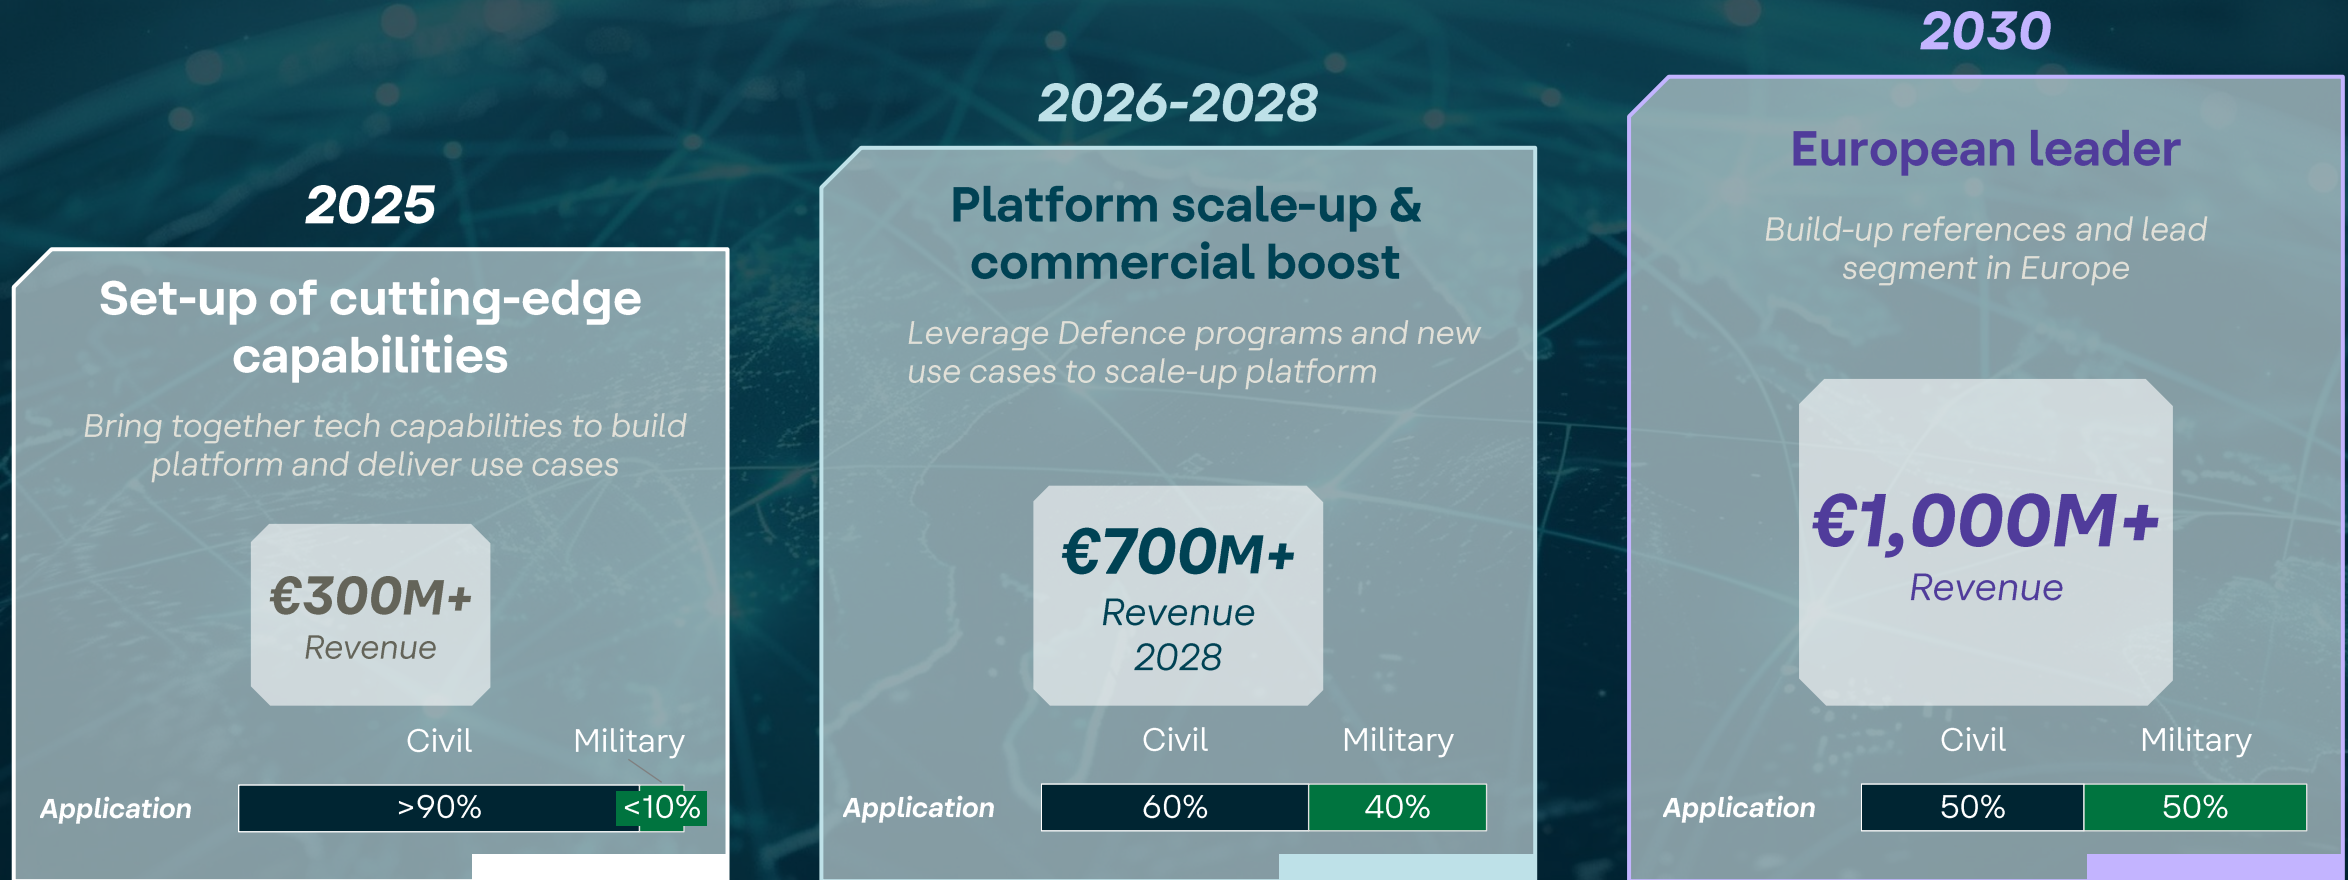 2025
Set-up of cutting-edge
capabilities
Bring together tech capabilities to build
platform and deliver use cases
€300M+
Revenue
Civil Military
Application >90% <10%
2026-2028
Platform scale-up &
commercial boost
Leverage Defence programs and new
use cases to scale-up platform
€700M+
Revenue
2028
Civil Military
Application 60% 40%
2030
European leader
Build-up references and lead
segment in Europe
€1,000M+
Revenue
Civil Military
Application 50% 50%